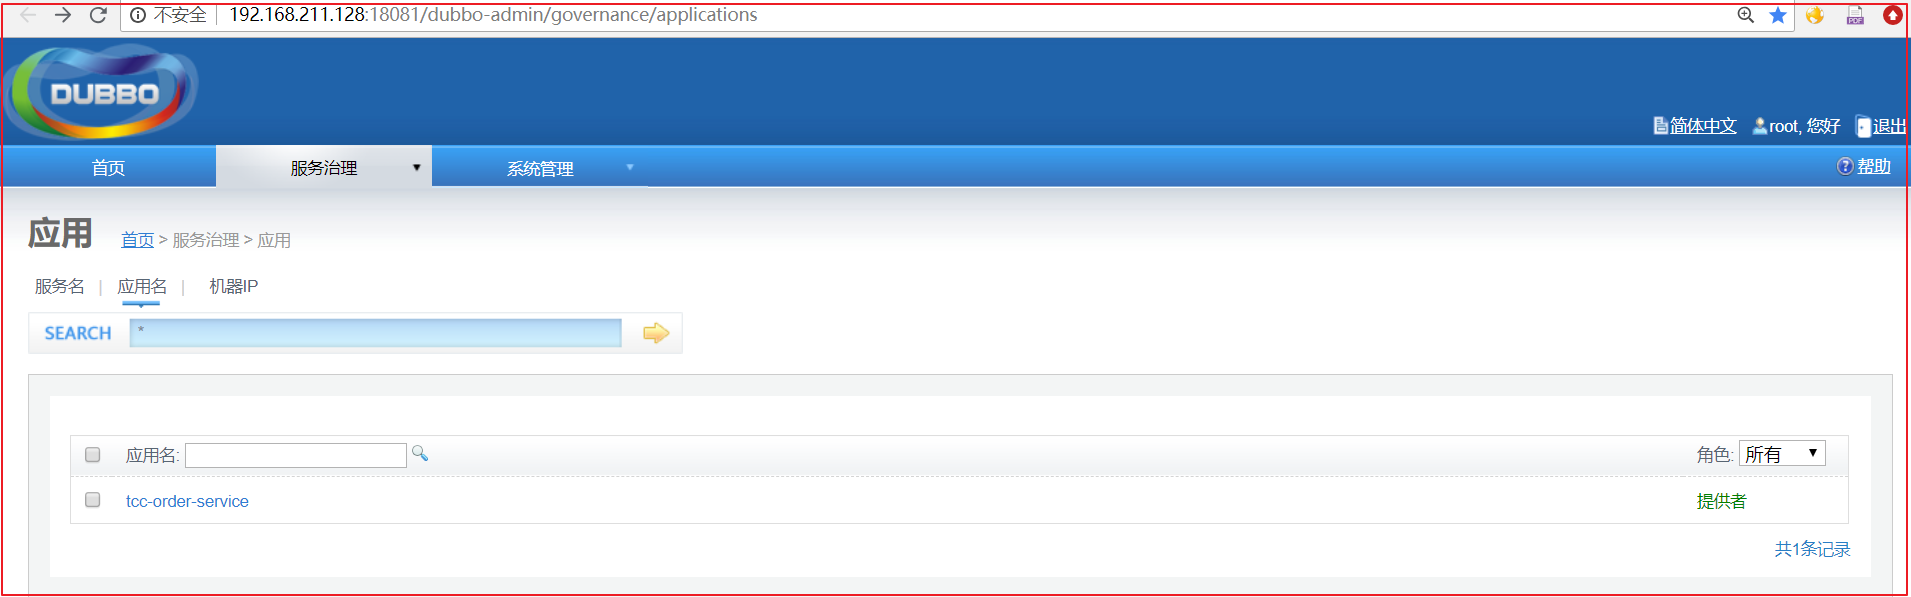 不安全 192.168.211.128:18081/dubbo-admin/governance/applications
PDF
DUBBO
简体中文 root, 您好 退出
首页 服务治理 ▼ 系统管理 ▼ ? 帮助
应用 首页 > 服务治理 > 应用
服务名 | 应用名 | 机器IP
SEARCH *
应用名: 角色: 所有 ▼
tcc-order-service 提供者
共1条记录